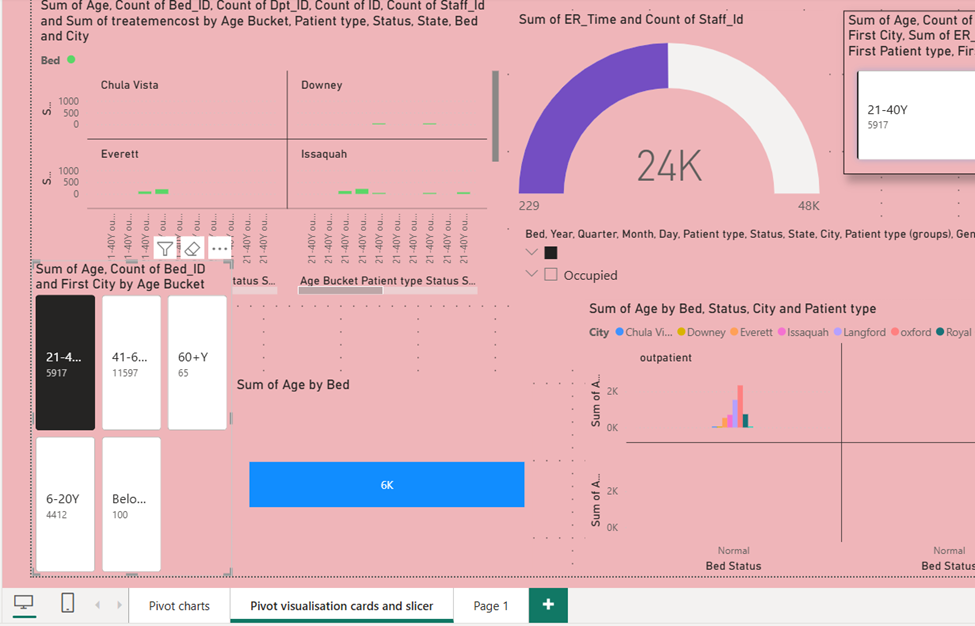 Sum of Age, Count of Bed_ID, Count of Dpt_ID, Count of ID, Count of Staff_Id
and Sum of treatemencost by Age Bucket, Patient type, Status, State, Bed
and City
Bed
Chula Vista
Downey
S...
1000
500
0
Everett
Issaquah
S...
1000
500
0
21-40Y ou...
21-40Y ou...
21-40Y ou...
21-40Y ou...
21-40Y ou...
21-40Y ou...
21-40Y ou...
21-40Y ou...
21-40Y ou...
21-40Y ou...
tatus S...
Age Bucket Patient type Status S...
Sum of Age, Count of Bed_ID
and First City by Age Bucket
21-4...
5917
41-6...
11597
60+Y
65
6-20Y
4412
Belo...
100
Sum of Age by Bed
6K
Sum of ER_Time and Count of Staff_Id
24K
229
48K
Sum of Age, Count of
First City, Sum of ER_
First Patient type, Fir
21-40Y
5917
Bed, Year, Quarter, Month, Day, Patient type, Status, State, City, Patient type (groups), Gen
Occupied
Sum of Age by Bed, Status, City and Patient type
City Chula Vi... Downey Everett Issaquah Langford oxford Royal
outpatient
Sum of A...
2K
0K
Sum of A...
2K
0K
Normal
Normal
Bed Status
Bed Status
Pivot charts
Pivot visualisation cards and slicer
Page 1
+